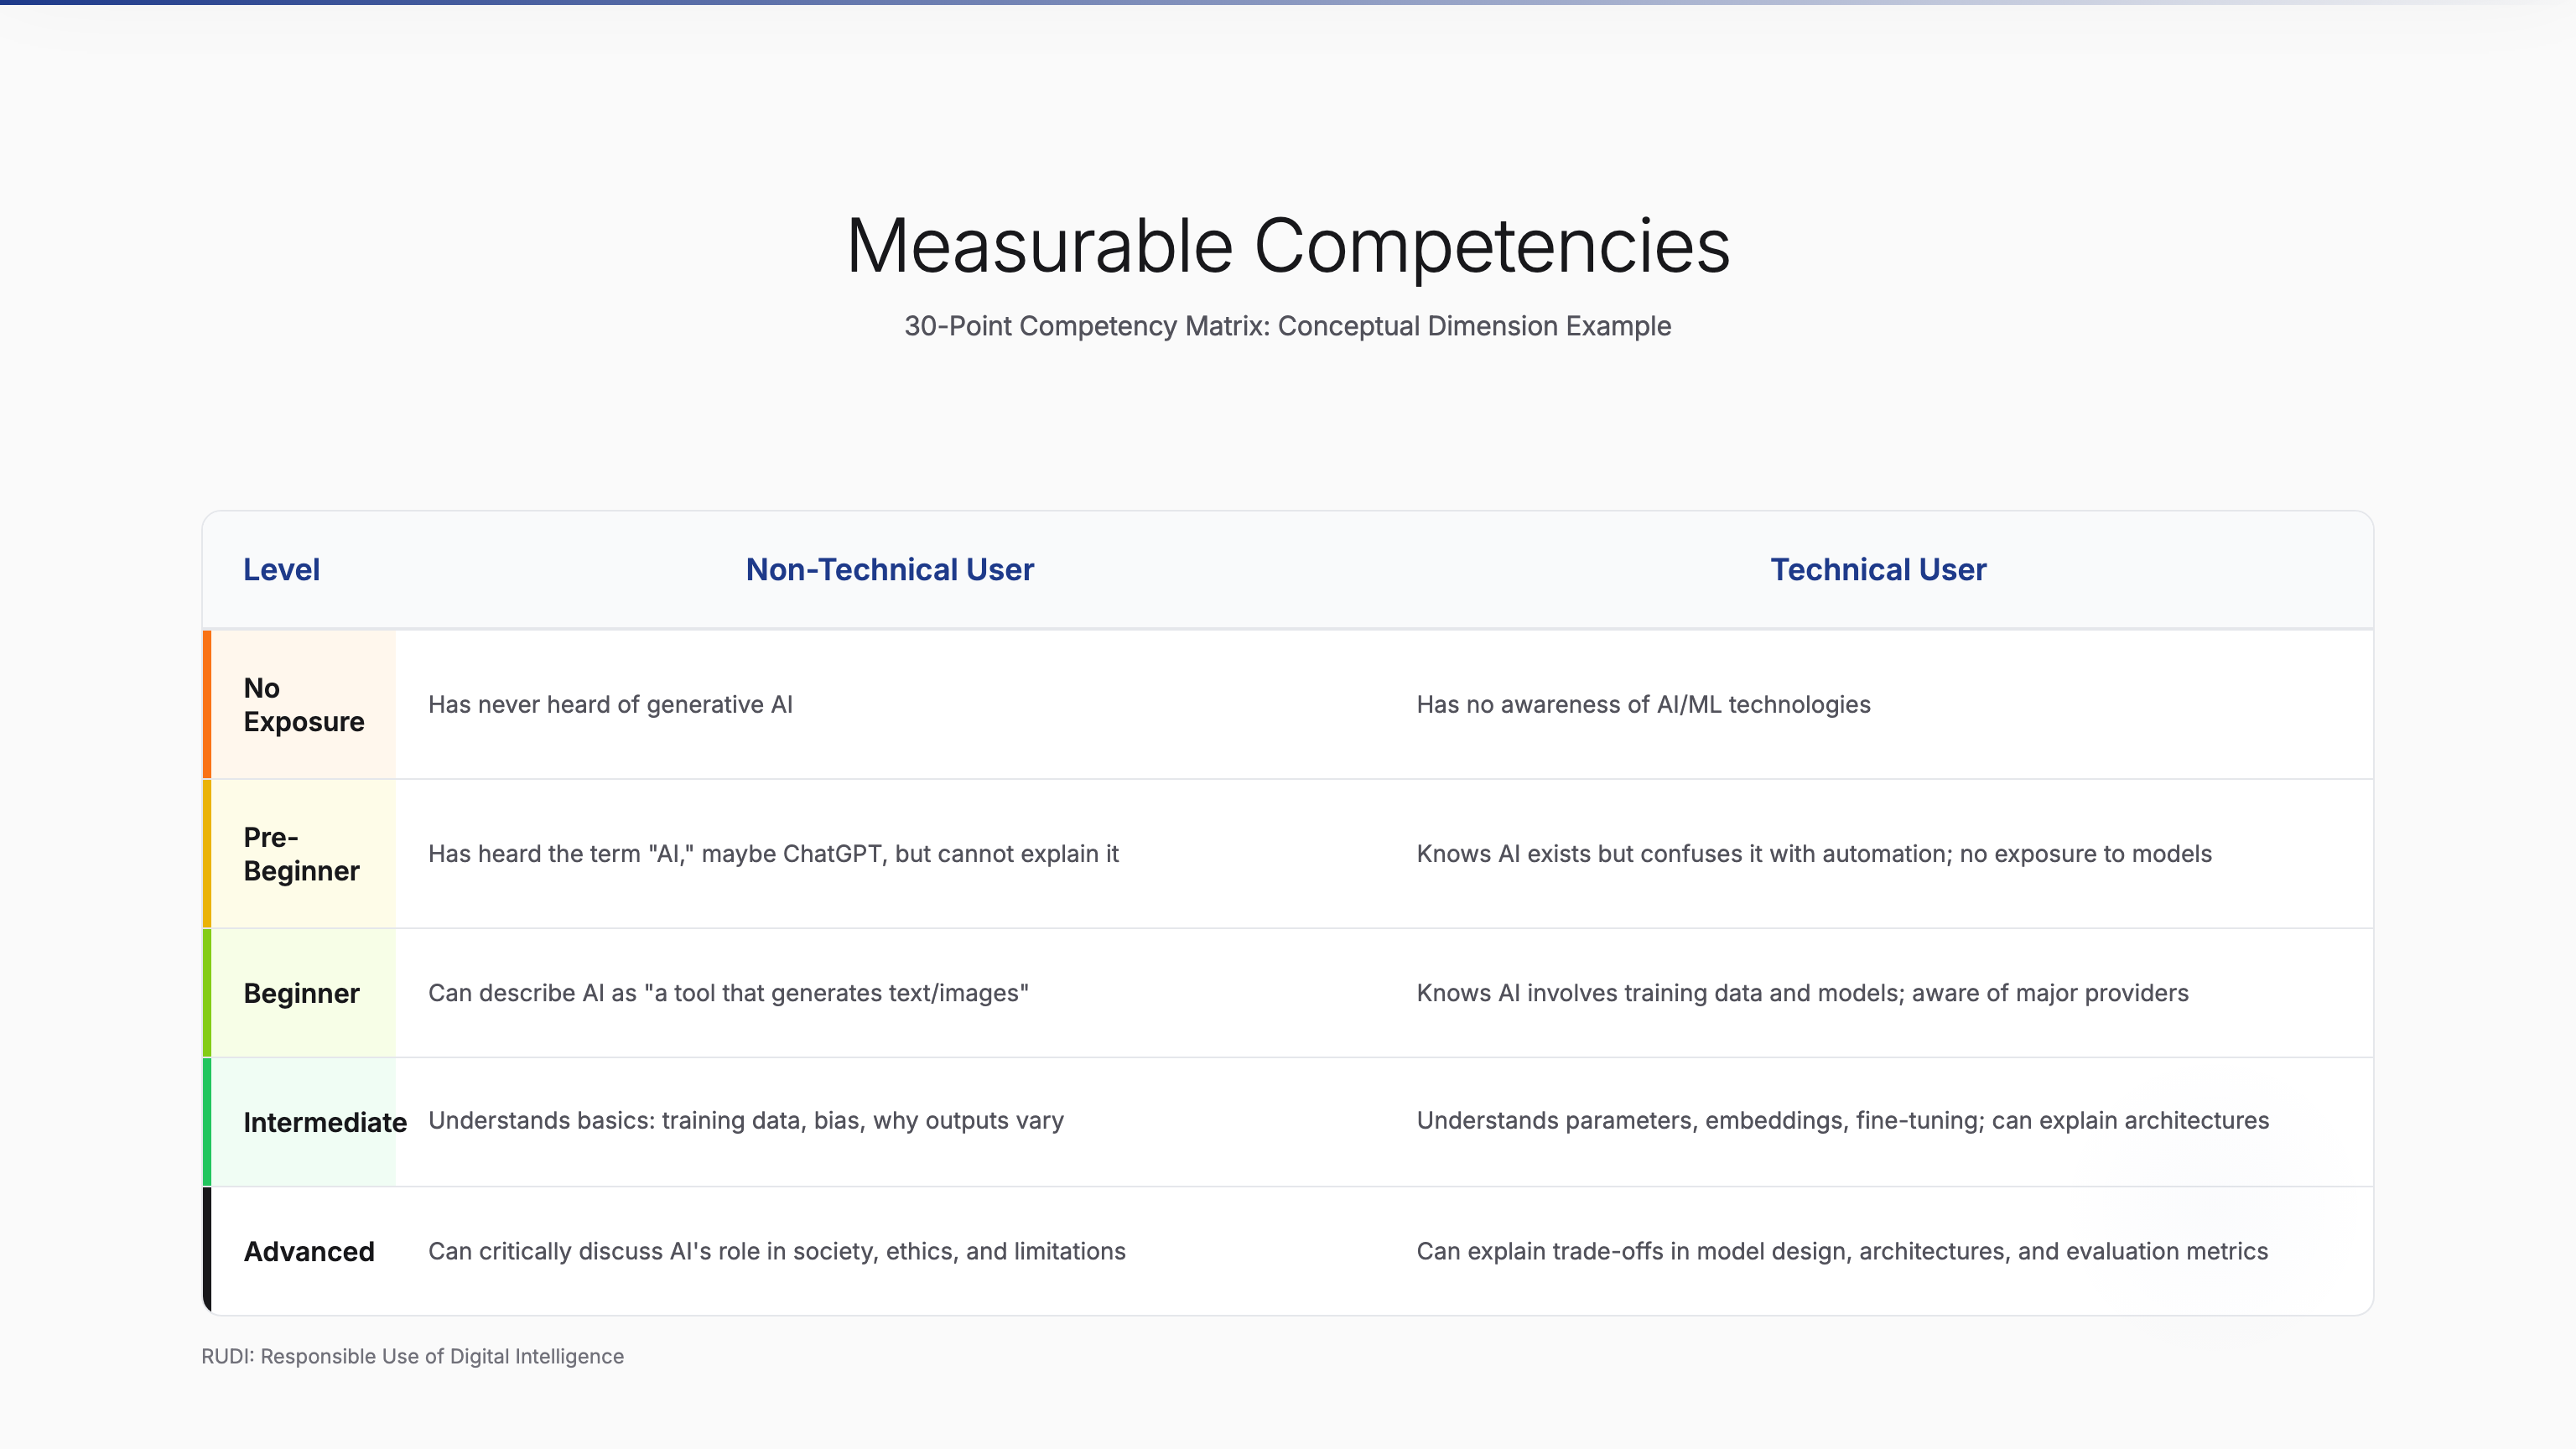 Measurable Competencies
30-Point Competency Matrix: Conceptual Dimension Example
Level Non-Technical User Technical User
No
Exposure
Has never heard of generative AI
Has no awareness of AI/ML technologies
Pre-
Beginner
Has heard the term "AI," maybe ChatGPT, but cannot explain it
Knows AI exists but confuses it with automation; no exposure to models
Beginner
Can describe AI as "a tool that generates text/images"
Knows AI involves training data and models; aware of major providers
Intermediate
Understands basics: training data, bias, why outputs vary
Understands parameters, embeddings, fine-tuning; can explain architectures
Advanced
Can critically discuss AI's role in society, ethics, and limitations
Can explain trade-offs in model design, architectures, and evaluation metrics
RUDI: Responsible Use of Digital Intelligence